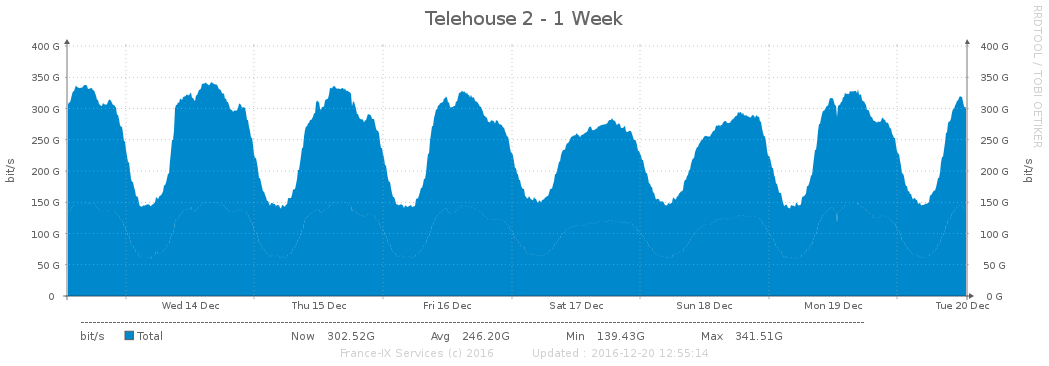 Telehouse 2 - 1 Week
RRDTOOL / TOBI OETIKER
400 G 400 G
350 G 350 G
300 G 300 G
250 G 250 G
200 G 200 G
150 G 150 G
100 G 100 G
50 G 50 G
0 0 G
bit/s
bit/s
Wed 14 Dec Thu 15 Dec Fri 16 Dec Sat 17 Dec Sun 18 Dec Mon 19 Dec Tue 20 Dec
bit/s Total Now 302.52G Avg 246.20G Min 139.43G Max 341.51G
France-IX Services (c) 2016 Updated : 2016-12-20 12:55:14